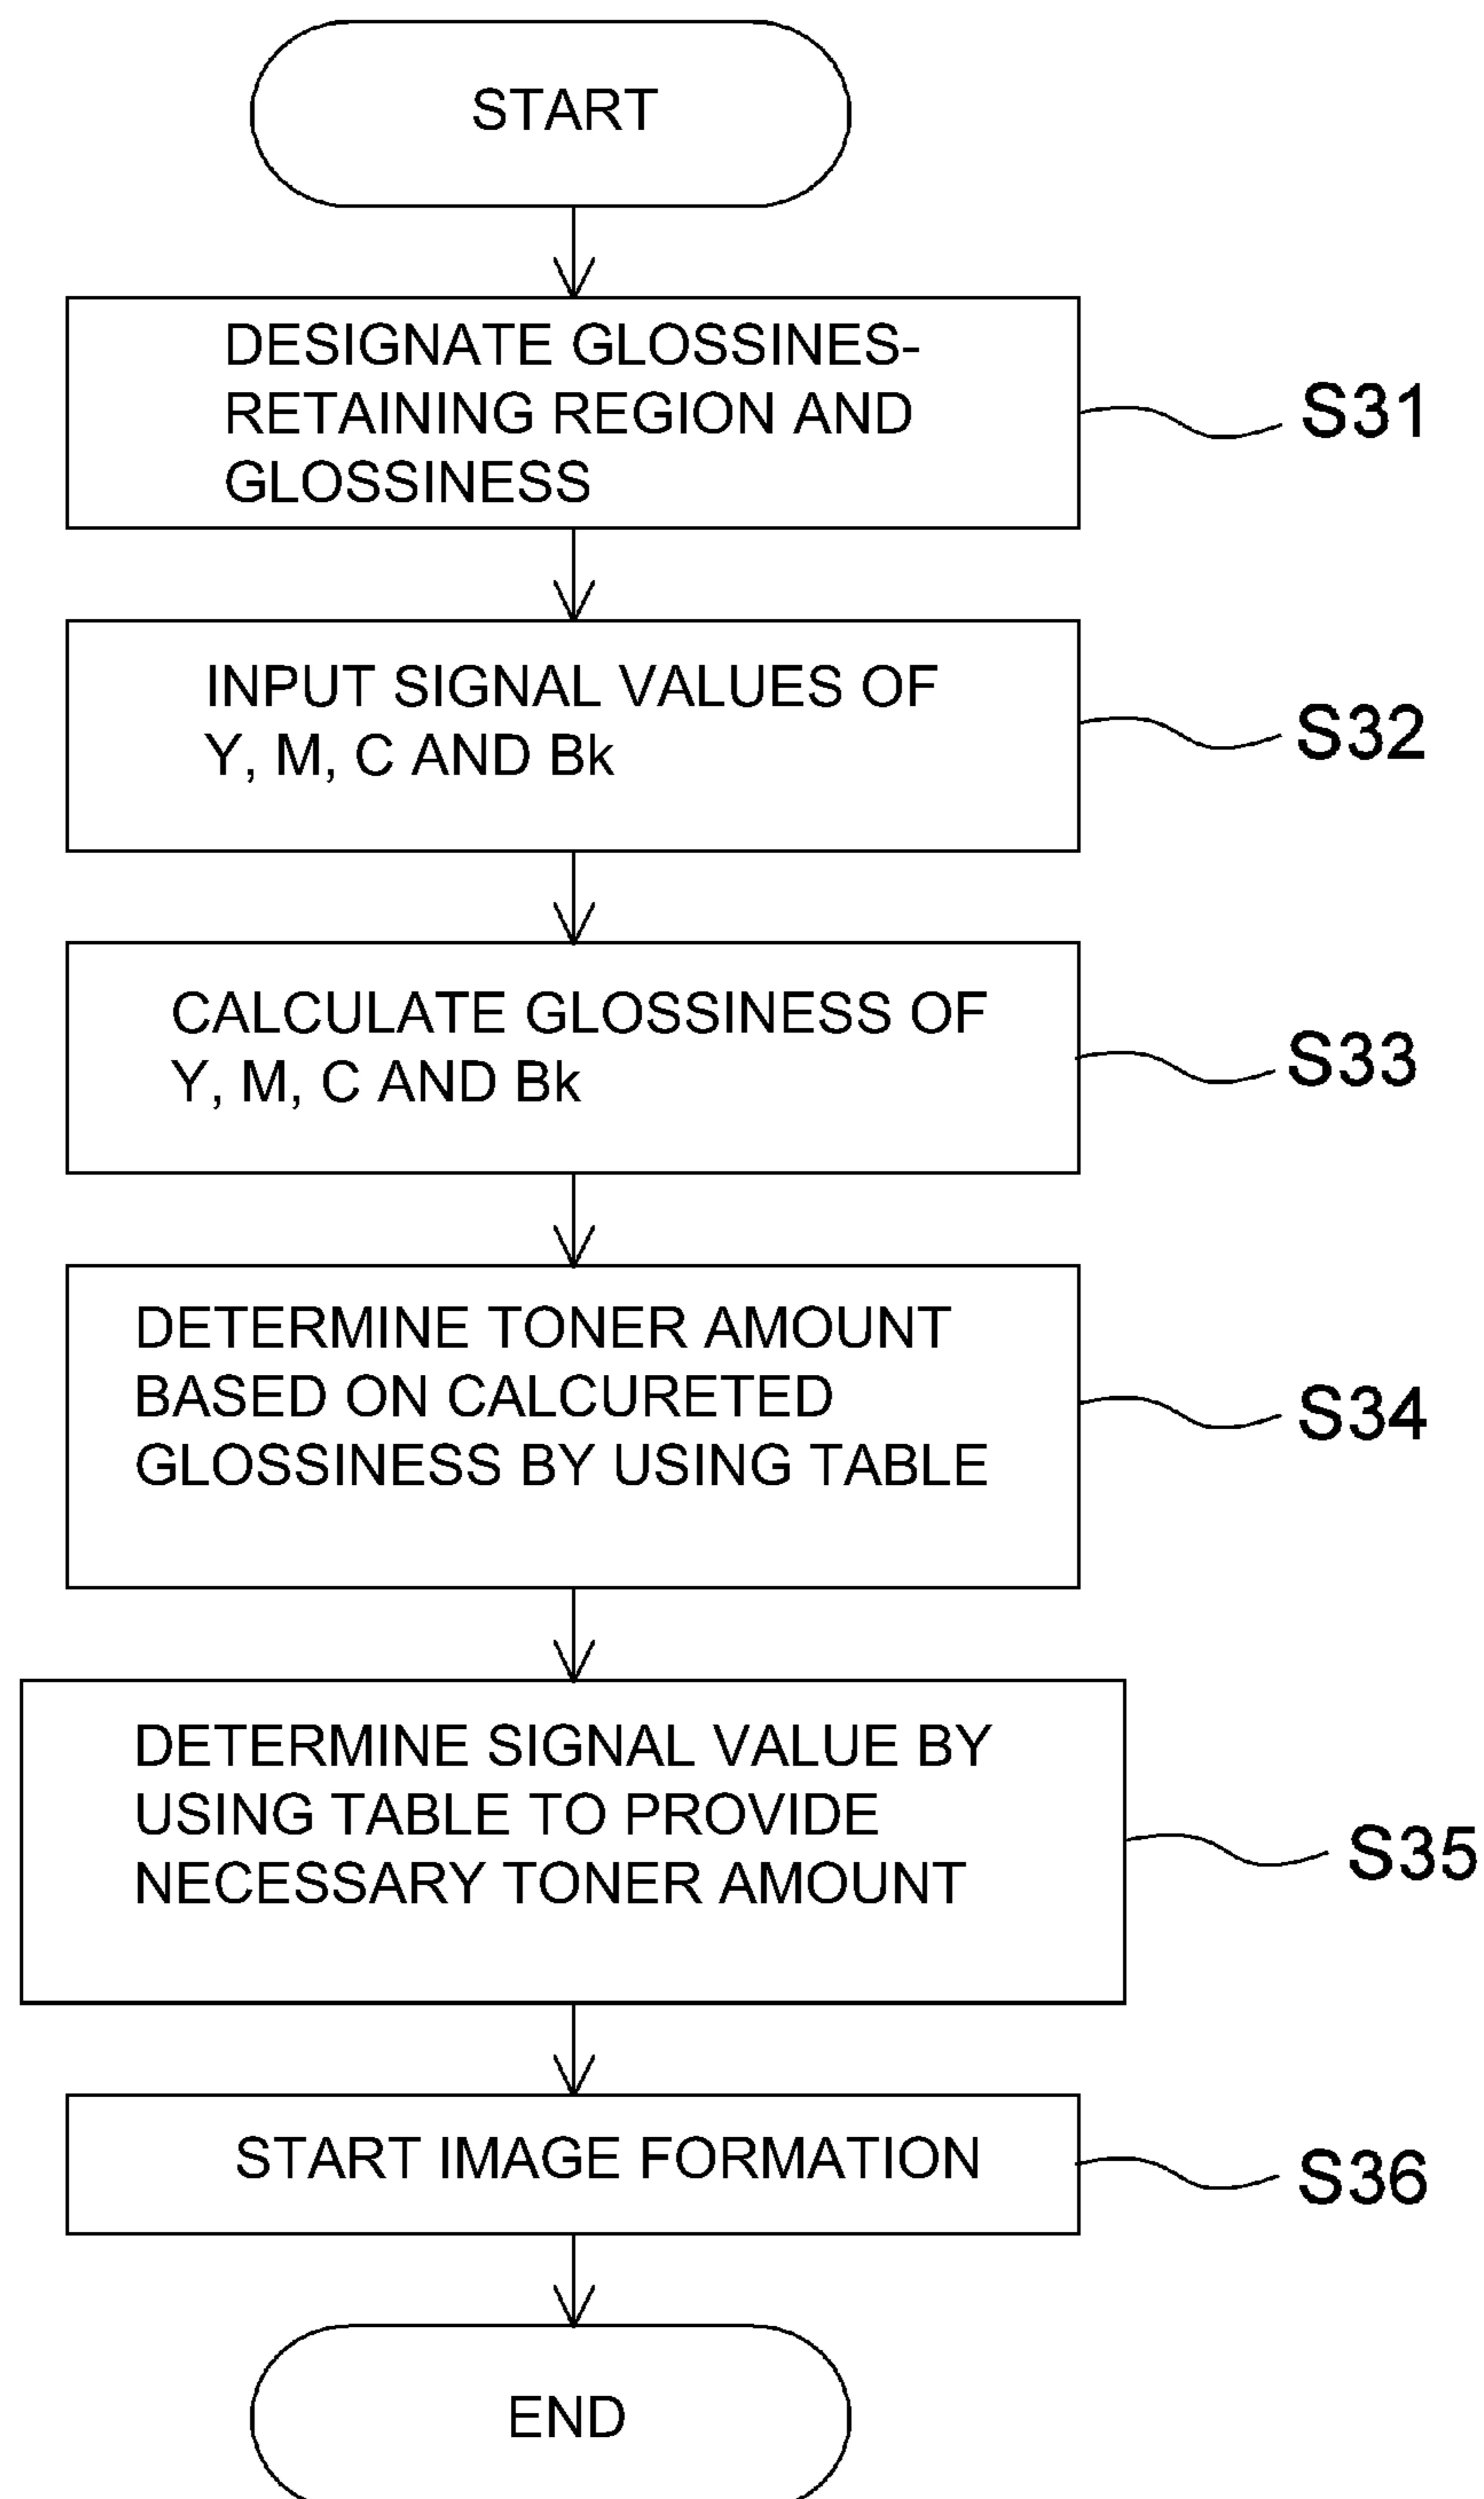 START
DESIGNATE GLOSSINES-
RETAINING REGION AND
GLOSSINESS
S31
INPUT SIGNAL VALUES OF
Y, M, C AND Bk
S32
CALCULATE GLOSSINESS OF
Y, M, C AND Bk
S33
DETERMINE TONER AMOUNT
BASED ON CALCURETED
GLOSSINESS BY USING TABLE
S34
DETERMINE SIGNAL VALUE BY
USING TABLE TO PROVIDE
NECESSARY TONER AMOUNT
S35
START IMAGE FORMATION
S36
END